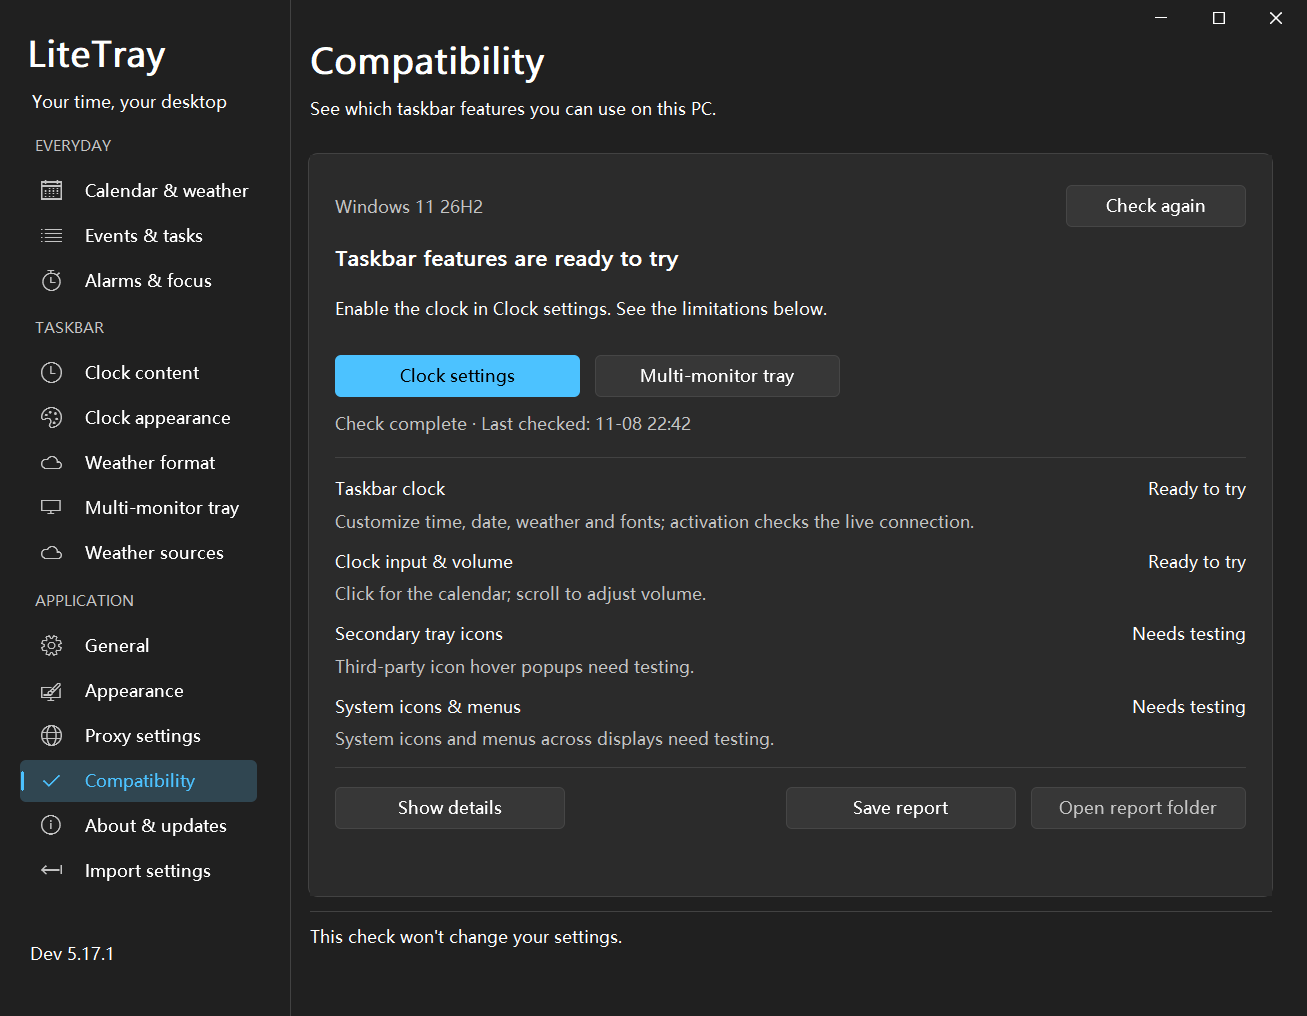 LiteTray
Your time, your desktop
EVERYDAY
Calendar & weather
Events & tasks
Alarms & focus
TASKBAR
Clock content
Clock appearance
Weather format
Multi-monitor tray
Weather sources
APPLICATION
General
Appearance
Proxy settings
Compatibility
About & updates
Import settings
Dev 5.17.1
Compatibility
See which taskbar features you can use on this PC.
Windows 11 26H2
Check again
Taskbar features are ready to try
Enable the clock in Clock settings. See the limitations below.
Clock settings
Multi-monitor tray
Check complete · Last checked: 11-08 22:42
Taskbar clock
Ready to try
Customize time, date, weather and fonts; activation checks the live connection.
Clock input & volume
Ready to try
Click for the calendar; scroll to adjust volume.
Secondary tray icons
Needs testing
Third-party icon hover popups need testing.
System icons & menus
Needs testing
System icons and menus across displays need testing.
Show details
Save report
Open report folder
This check won't change your settings.